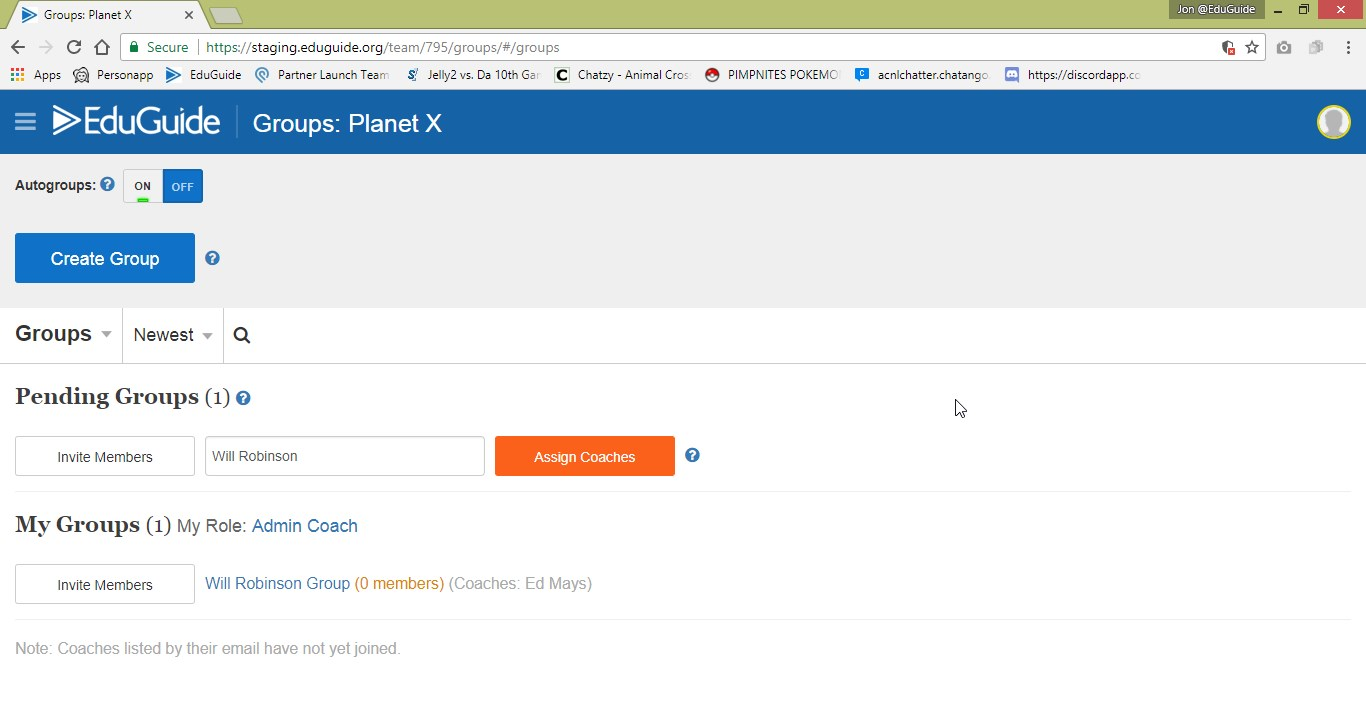 Groups: Planet X
Jon @EduGuide
Secure https://staging.eduguide.org/team/795/groups/#/groups
Apps Personapp EduGuide Partner Launch Team Jelly2 vs. Da 10th Gar Chatzy - Animal Cros PIMPNITES POKEMO acnlchatter.chatango. https://discordapp.co
EduGuide Groups: Planet X
Autogroups: ? ON OFF
Create Group ?
Groups Newest
Pending Groups (1) ?
Invite Members Will Robinson Assign Coaches ?
My Groups (1) My Role: Admin Coach
Invite Members Will Robinson Group (0 members) (Coaches: Ed Mays)
Note: Coaches listed by their email have not yet joined.